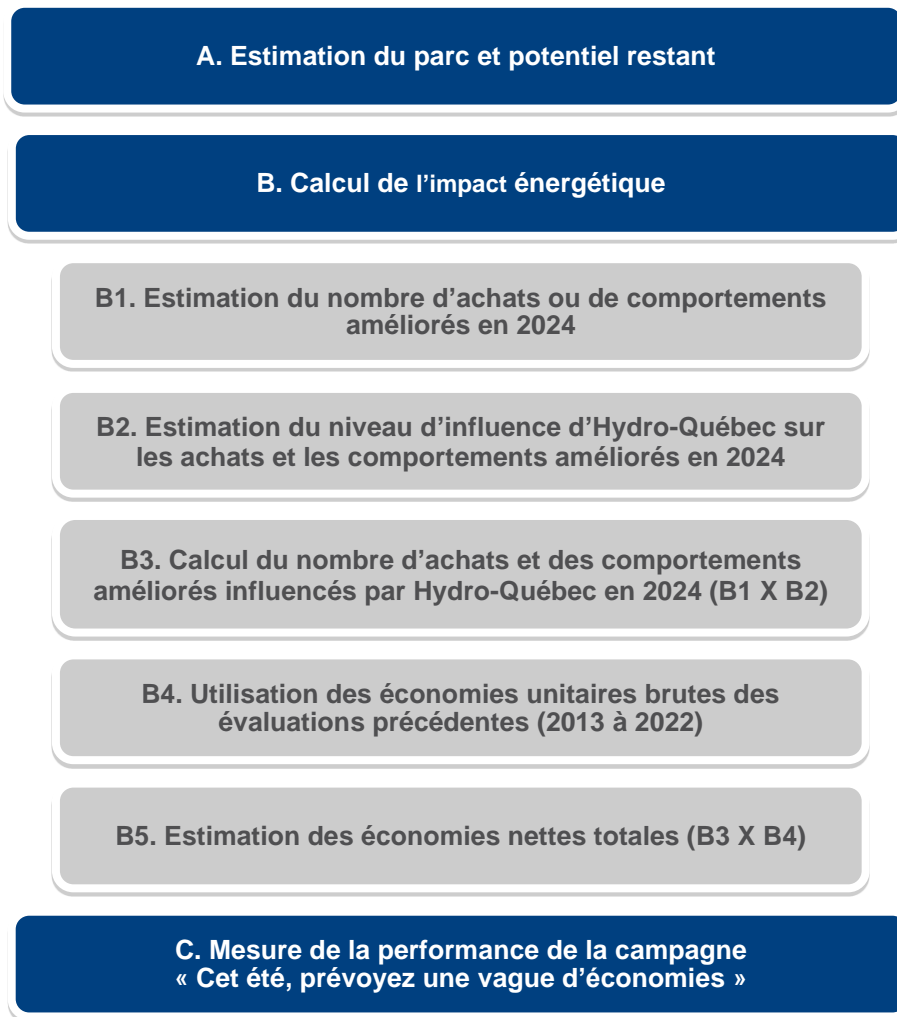 A. Estimation du parc et potentiel restant
B. Calcul de l’impact énergétique
B1. Estimation du nombre d’achats ou de comportements
améliorés en 2024
B2. Estimation du niveau d’influence d’Hydro-Québec sur
les achats et les comportements améliorés en 2024
B3. Calcul du nombre d’achats et des comportements
améliorés influencés par Hydro-Québec en 2024 (B1 X B2)
B4. Utilisation des économies unitaires brutes des
évaluations précédentes (2013 à 2022)
B5. Estimation des économies nettes totales (B3 X B4)
C. Mesure de la performance de la campagne
« Cet été, prévoyez une vague d’économies »